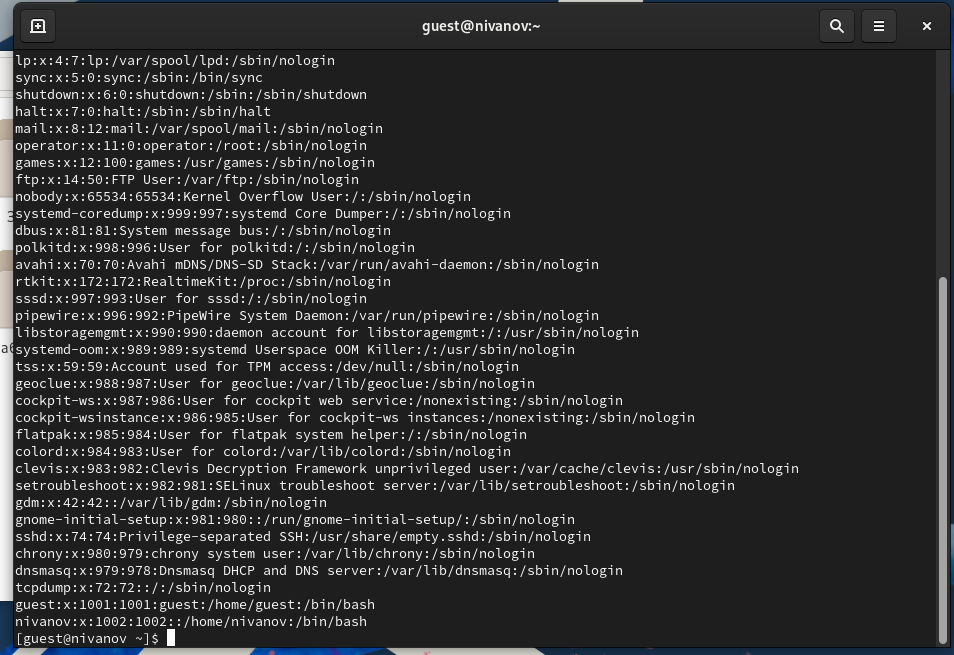 guest@nivanov:~
lp:x:4:7:lp:/var/spool/lpd:/sbin/nologin
sync:x:5:0:sync:/sbin:/bin/sync
shutdown:x:6:0:shutdown:/sbin:/sbin/shutdown
halt:x:7:0:halt:/sbin:/sbin/halt
mail:x:8:12:mail:/var/spool/mail:/sbin/nologin
operator:x:11:0:operator:/root:/sbin/nologin
games:x:12:100:games:/usr/games:/sbin/nologin
ftp:x:14:50:FTP User:/var/ftp:/sbin/nologin
nobody:x:65534:65534:Kernel Overflow User:/:/sbin/nologin
systemd-coredump:x:999:997:systemd Core Dumper:/:/sbin/nologin
dbus:x:81:81:System message bus:/:/sbin/nologin
polkitd:x:998:996:User for polkitd:/:/sbin/nologin
avahi:x:70:70:Avahi mDNS/DNS-SD Stack:/var/run/avahi-daemon:/sbin/nologin
rtkit:x:172:172:RealtimeKit:/proc:/sbin/nologin
sssd:x:997:993:User for sssd:/:/sbin/nologin
pipewire:x:996:992:PipeWire System Daemon:/var/run/pipewire:/sbin/nologin
libstoragemgmt:x:990:990:daemon account for libstoragemgmt:/:/usr/sbin/nologin
systemd-oom:x:989:989:systemd Userspace OOM Killer:/:/usr/sbin/nologin
tss:x:59:59:Account used for TPM access:/dev/null:/sbin/nologin
geoclue:x:988:987:User for geoclue:/var/lib/geoclue:/sbin/nologin
cockpit-ws:x:987:986:User for cockpit web service:/nonexisting:/sbin/nologin
cockpit-wsinstance:x:986:985:User for cockpit-ws instances:/nonexisting:/sbin/nologin
flatpak:x:985:984:User for flatpak system helper:/:/sbin/nologin
colord:x:984:983:User for colord:/var/lib/colord:/sbin/nologin
clevis:x:983:982:Clevis Decryption Framework unprivileged user:/var/cache/clevis:/usr/sbin/nologin
setroubleshoot:x:982:981:SELinux troubleshoot server:/var/lib/setroubleshoot:/sbin/nologin
gdm:x:42:42::/var/lib/gdm:/sbin/nologin
gnome-initial-setup:x:981:980::/run/gnome-initial-setup/:/sbin/nologin
sshd:x:74:74:Privilege-separated SSH:/usr/share/empty.sshd:/sbin/nologin
chrony:x:980:979:chrony system user:/var/lib/chrony:/sbin/nologin
dnsmasq:x:979:978:Dnsmasq DHCP and DNS server:/var/lib/dnsmasq:/sbin/nologin
tcpdump:x:72:72::/:/sbin/nologin
guest:x:1001:1001:guest:/home/guest:/bin/bash
nivanov:x:1002:1002::/home/nivanov:/bin/bash
[guest@nivanov ~]$